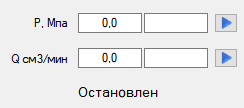 P, Мпа 0,0
Q см3/мин 0,0
Остановлен